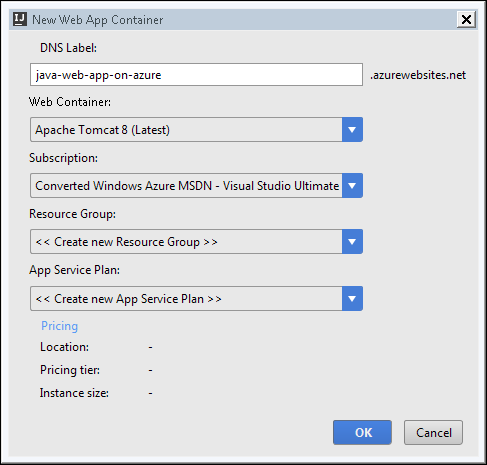 IJ New Web App Container
DNS Label:
java-web-app-on-azure .azurewebsites.net
Web Container:
Apache Tomcat 8 (Latest)
Subscription:
Converted Windows Azure MSDN - Visual Studio Ultimate
Resource Group:
<< Create new Resource Group >>
App Service Plan:
<< Create new App Service Plan >>
Pricing
Location: -
Pricing tier: -
Instance size: -
OK Cancel